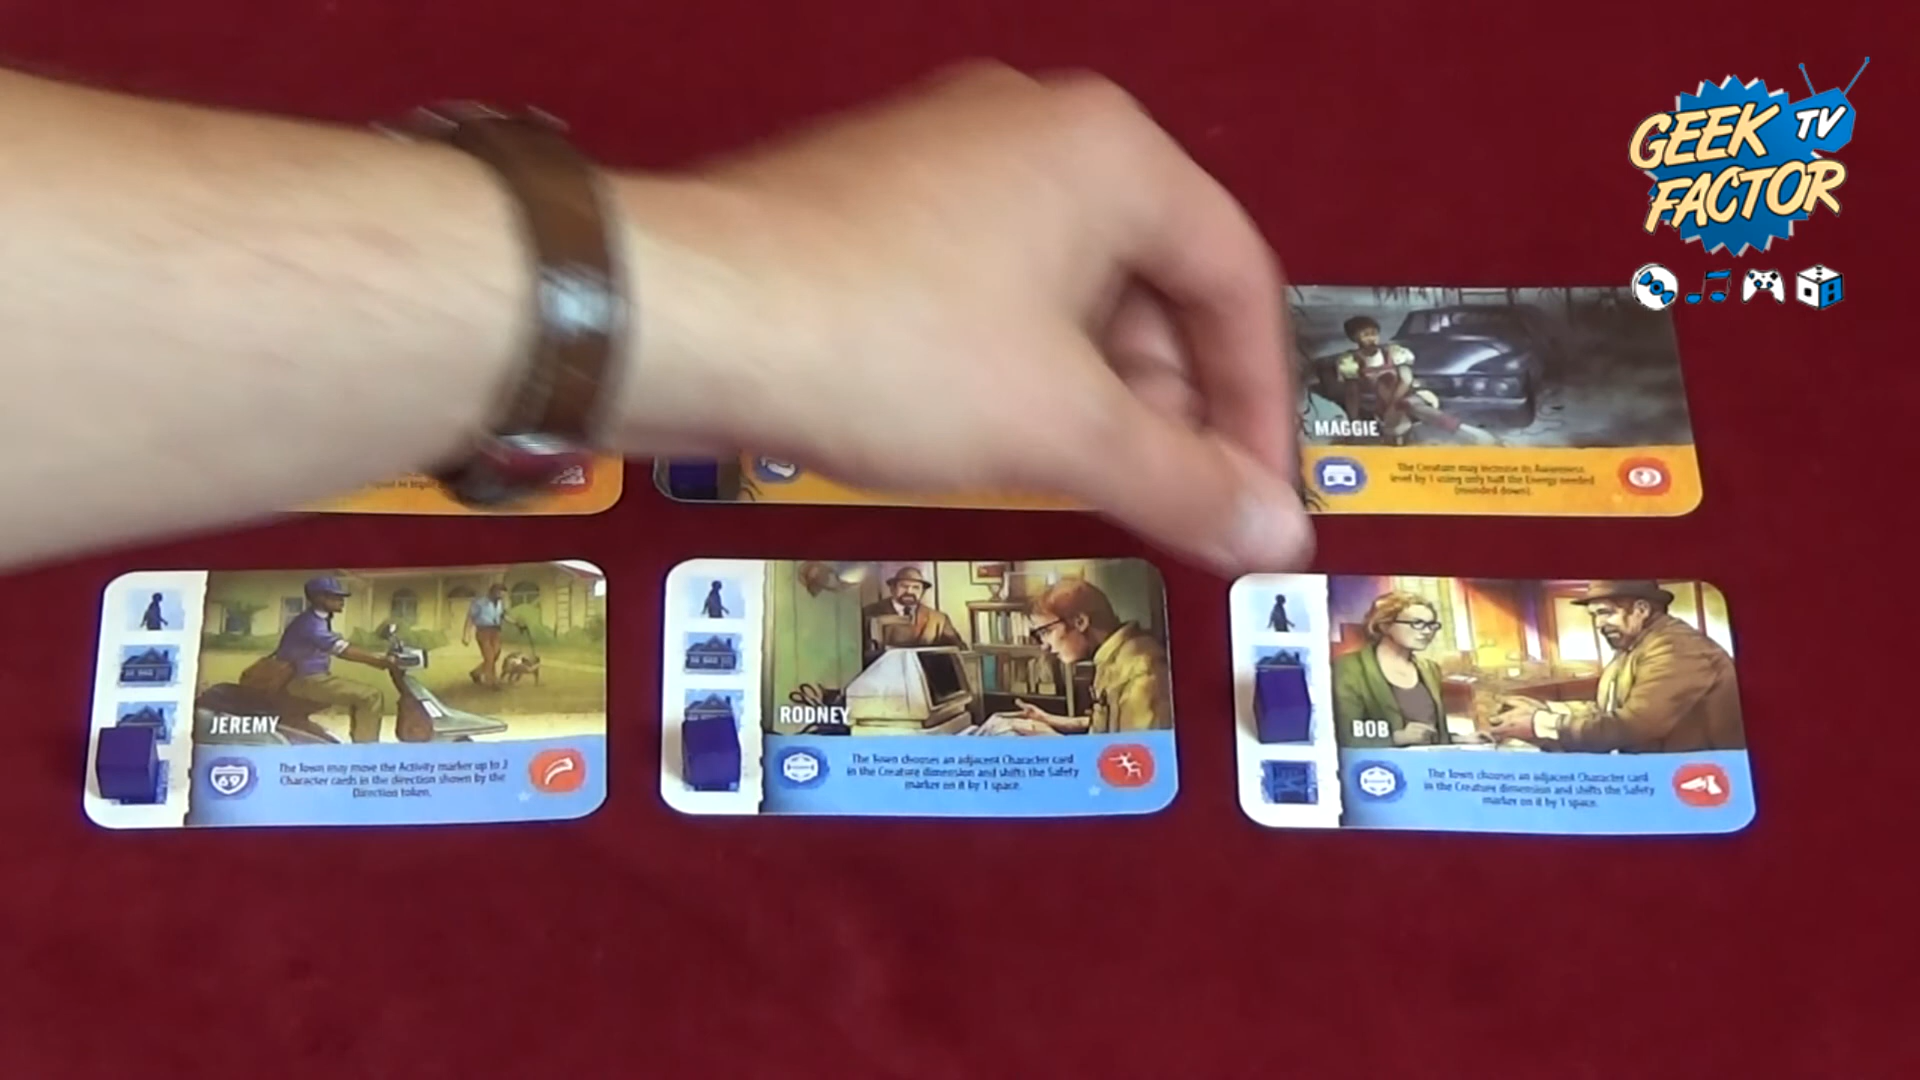 GEEK TV
FACTOR
MAGGIE
The Creature may increase its Awareness
level by 1 using only half the Energy needed
(rounded down).
JEREMY
69
The Town may move the Activity marker up to 3
Character cards in the direction shown by the
Direction token.
RODNEY
The Town chooses an adjacent Character card
in the Creature dimension and shifts the Safety
marker on it by 1 space.
BOB
The Town chooses an adjacent Character card
in the Creature dimension and shifts the Safety
marker on it by 1 space.